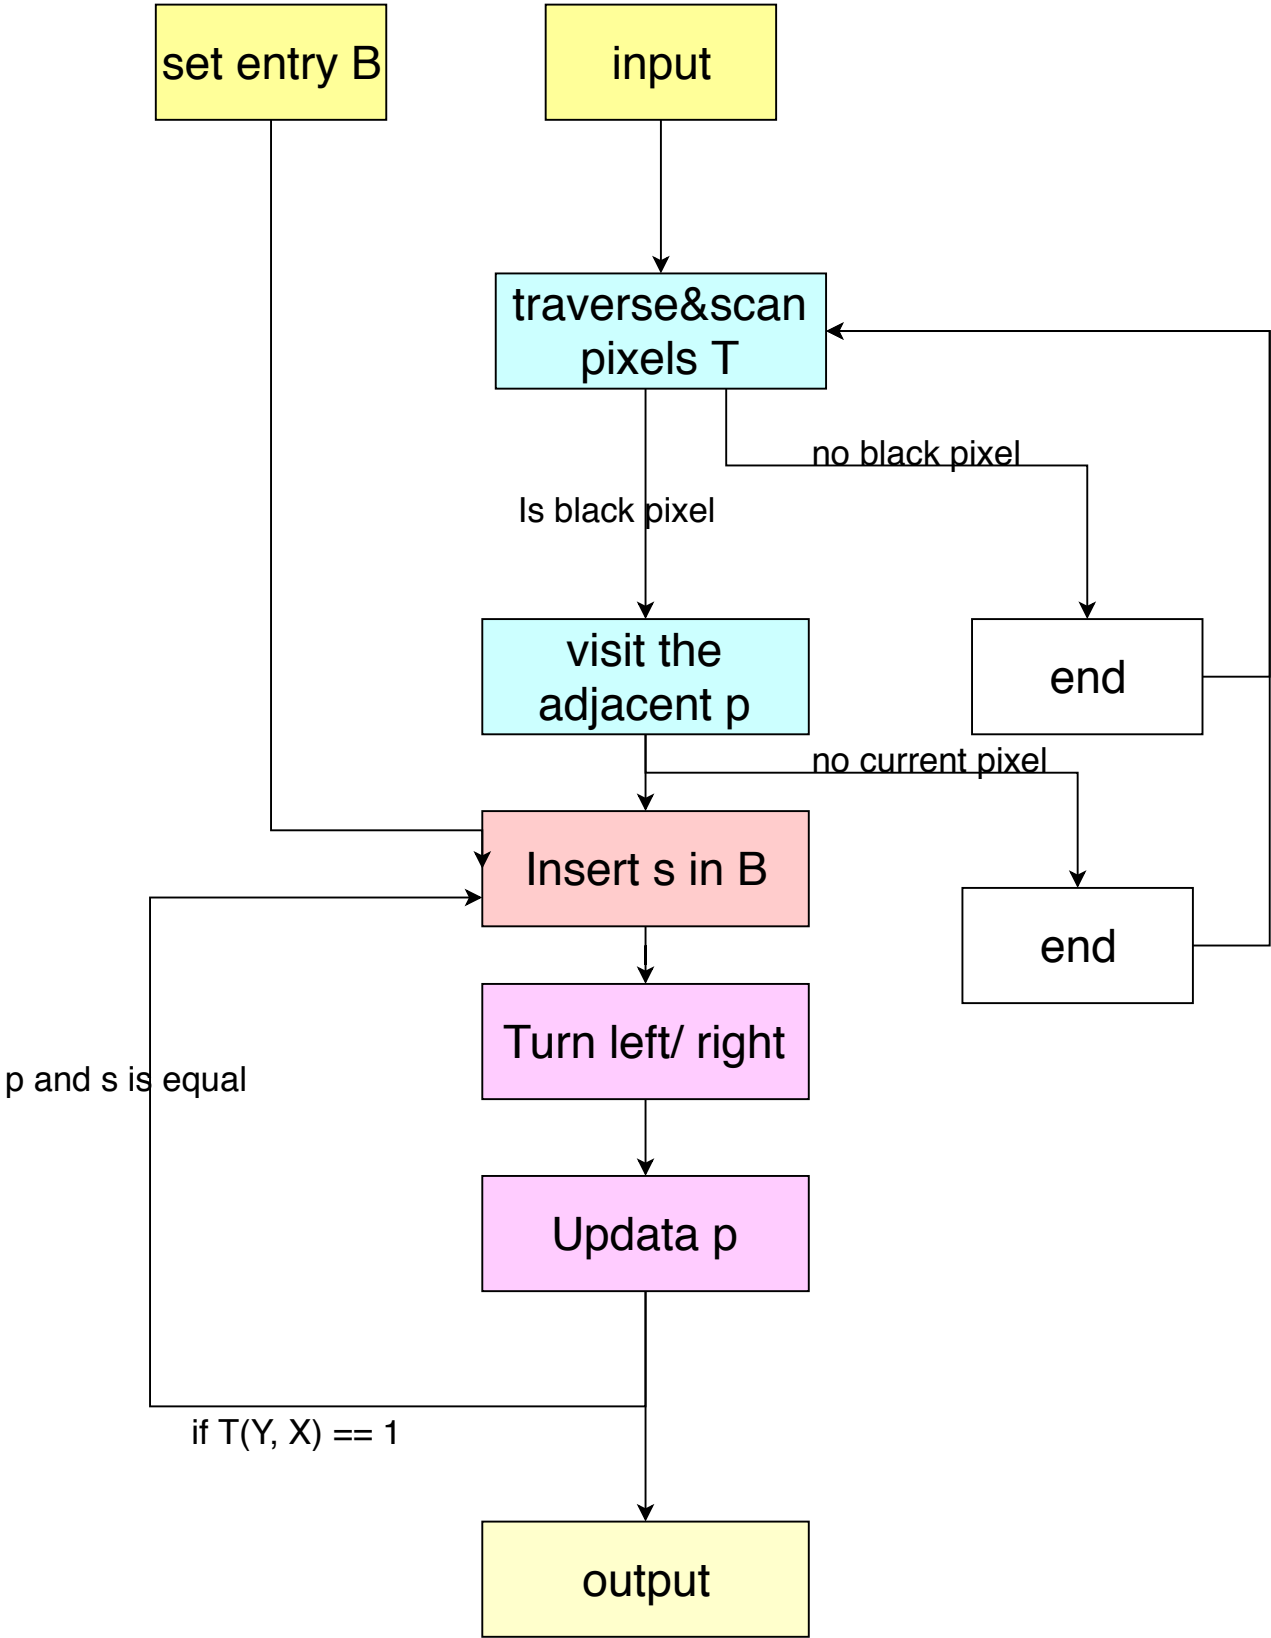 set entry B
input
traverse&scan
pixels T
no black pixel
Is black pixel
visit the
adjacent p
end
no current pixel
Insert s in B
end
Turn left/ right
p and s is equal
Updata p
if T(Y, X) == 1
output